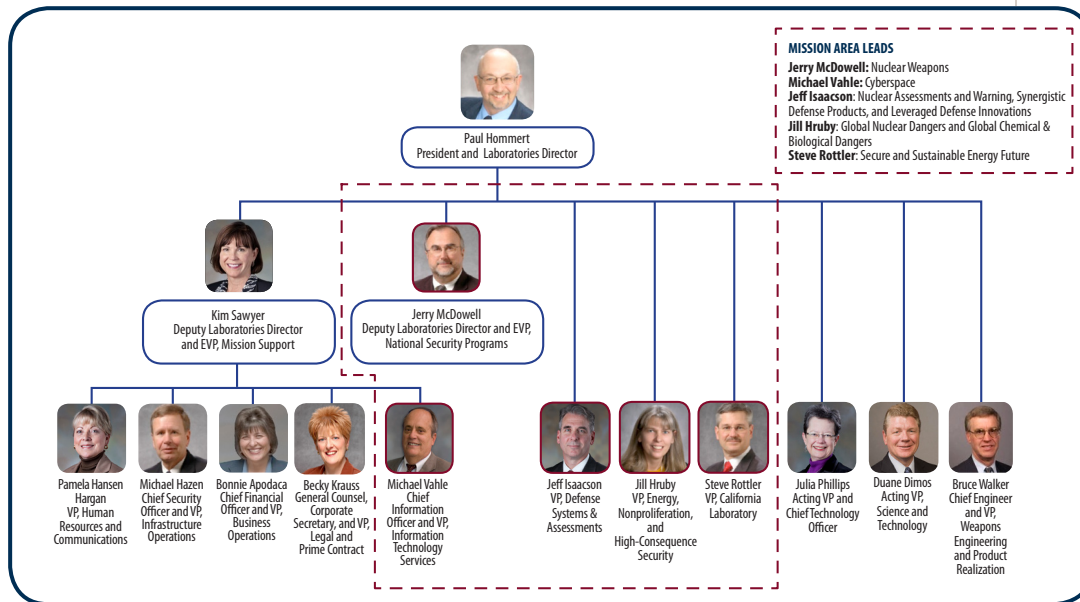 MISSION AREA LEADS
Jerry McDowell: Nuclear Weapons
Michael Vahle: Cyberspace
Jeff Isaacson: Nuclear Assessments and Warning, Synergistic
Defense Products, and Leveraged Defense Innovations
Jill Hruby: Global Nuclear Dangers and Global Chemical &
Biological Dangers
Steve Rottler: Secure and Sustainable Energy Future
Paul Hommert
President and Laboratories Director
Kim Sawyer
Deputy Laboratories Director
and EVP, Mission Support
Jerry McDowell
Deputy Laboratories Director and EVP,
National Security Programs
Pamela Hansen
Hargan
VP, Human
Resources and
Communications
Michael Hazen
Chief Security
Officer and VP,
Infrastructure
Operations
Bonnie Apodaca
Chief Financial
Officer and VP,
Business
Operations
Becky Krauss
General Counsel,
Corporate
Secretary, and VP,
Legal and
Prime Contract
Michael Vahle
Chief
Information
Officer and VP,
Information
Technology
Services
Jeff Isaacson
VP, Defense
Systems &
Assessments
Jill Hruby
VP, Energy,
Nonproliferation,
and
High-Consequence
Security
Steve Rottler
VP, California
Laboratory
Julia Phillips
Acting VP and
Chief Technology
Officer
Duane Dimos
Acting VP,
Science and
Technology
Bruce Walker
Chief Engineer
and VP,
Weapons
Engineering
and Product
Realization